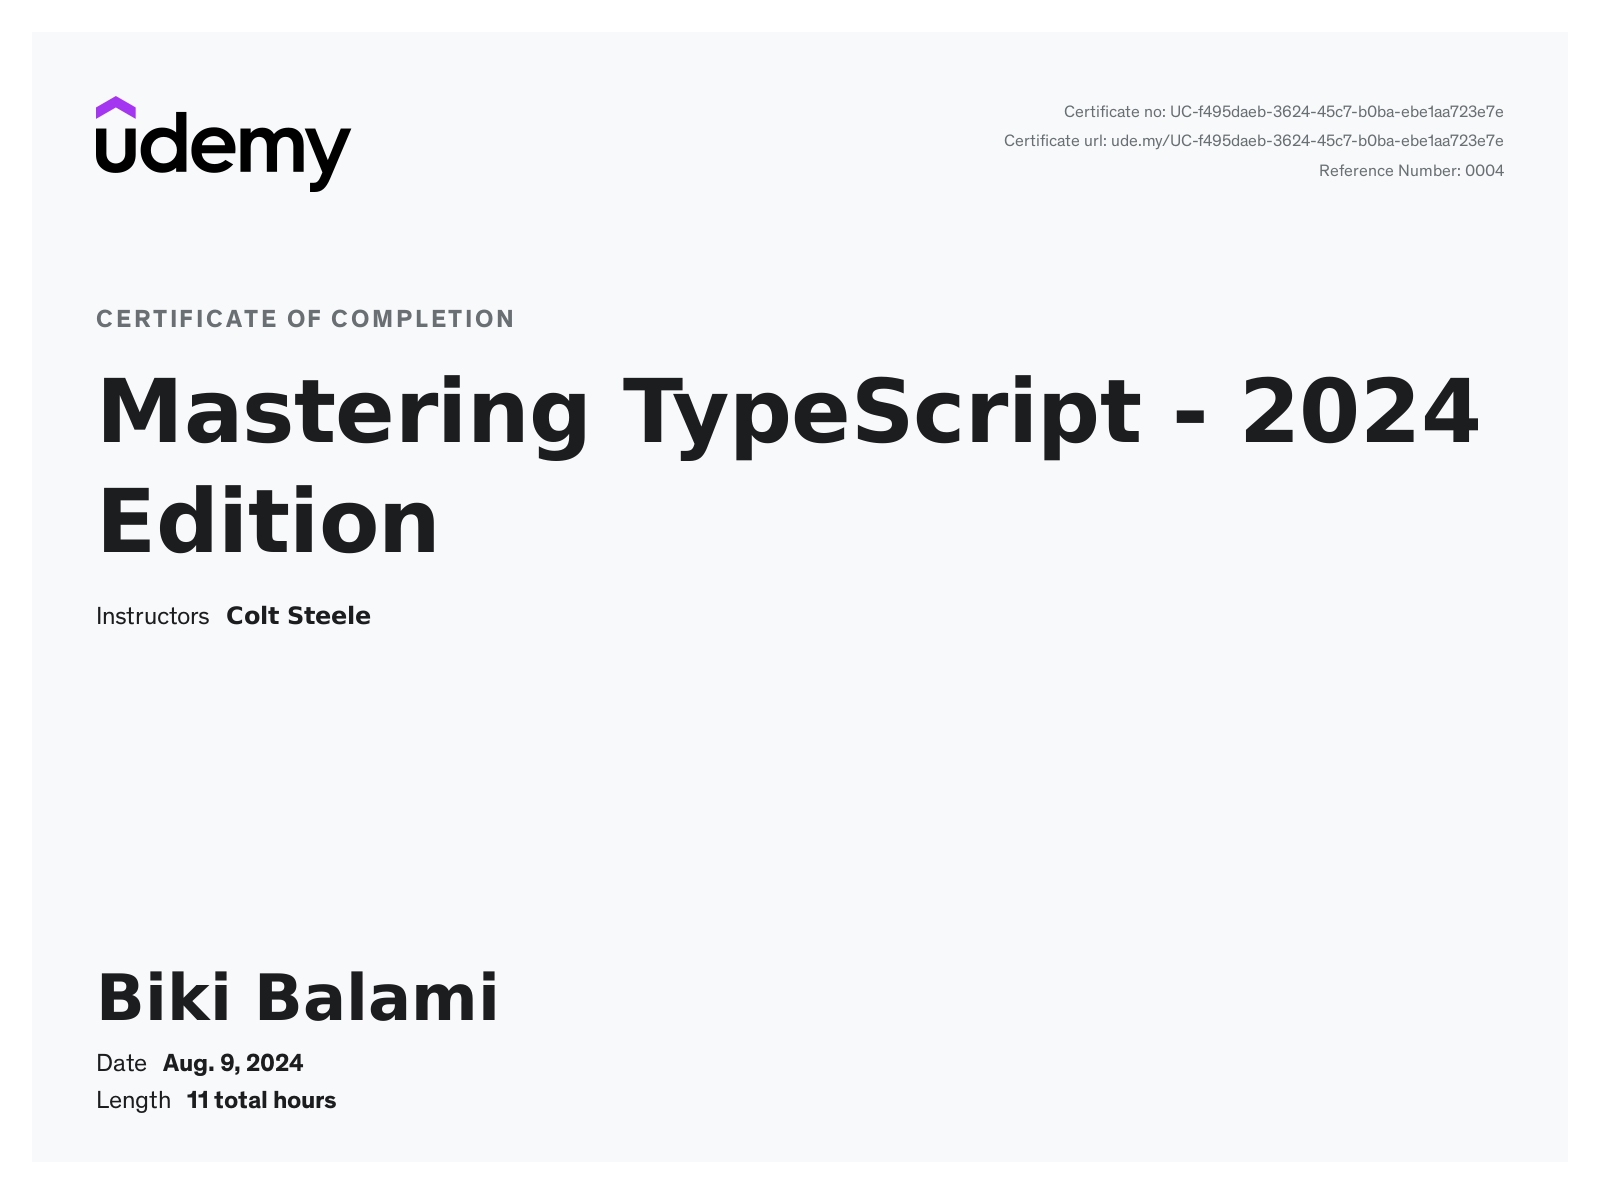 udemy
Certificate no: UC-f495daeb-3624-45c7-b0ba-ebe1aa723e7e
Certificate url: ude.my/UC-f495daeb-3624-45c7-b0ba-ebe1aa723e7e
Reference Number: 0004
CERTIFICATE OF COMPLETION
Mastering TypeScript - 2024
Edition
Instructors Colt Steele
Biki Balami
Date Aug. 9, 2024
Length 11 total hours